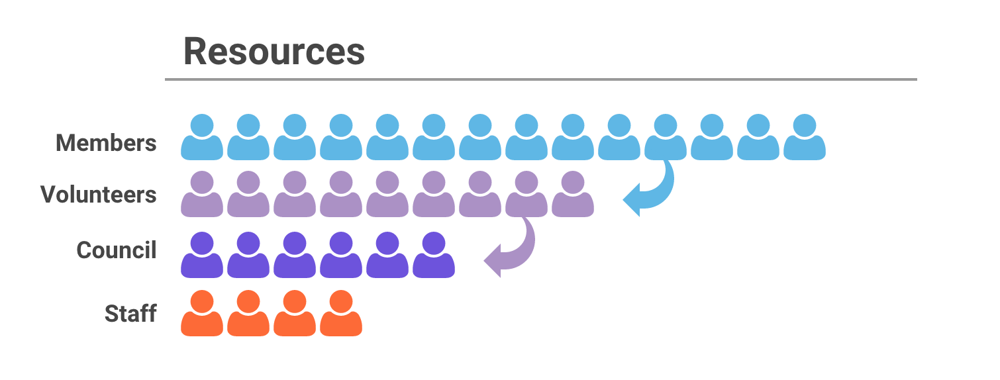 Resources
Members
Volunteers
Council
Staff